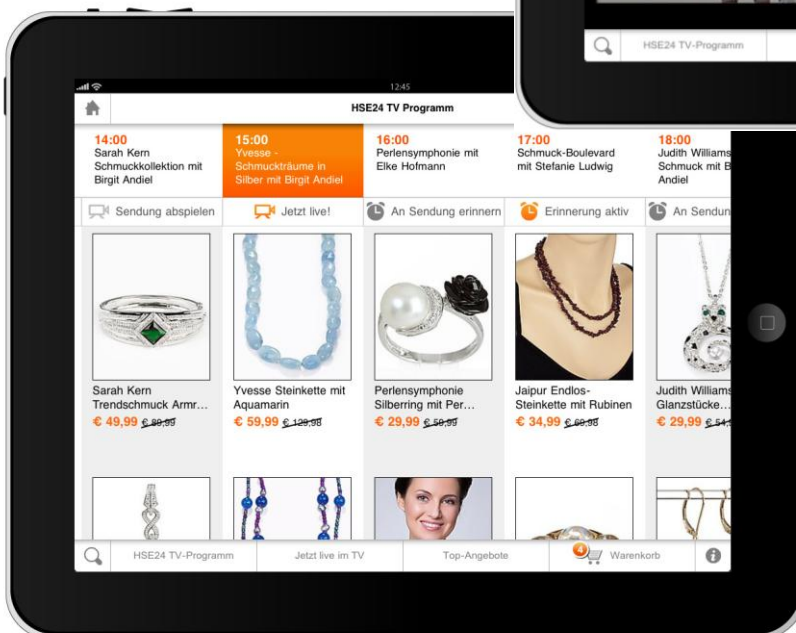 HSE24 TV-Programm
12:45
HSE24 TV Programm
14:00
Sarah Kern
Schmuckkollektion mit
Birgit Andiel
15:00
Yvesse -
Schmuckträume in
Silber mit Birgit Andiel
16:00
Perlensymphonie mit
Elke Hofmann
17:00
Schmuck-Boulevard
mit Stefanie Ludwig
18:00
Judith Williams
Schmuck mit B
Andiel
Sendung abspielen
Jetzt live!
An Sendung erinnern
Erinnerung aktiv
An Sendun
Sarah Kern
Trendschmuck Armr...
€ 49,99 € 89,99
Yvesse Steinkette mit
Aquamarin
€ 59,99 € 129,98
Perlensymphonie
Silberring mit Per...
€ 29,99 € 59,99
Jaipur Endlos-
Steinkette mit Rubinen
€ 34,99 € 69,98
Judith Williams
Glanzstücke...
€ 29,99 € 54,
HSE24 TV-Programm
Jetzt live im TV
Top-Angebote
4
Warenkorb